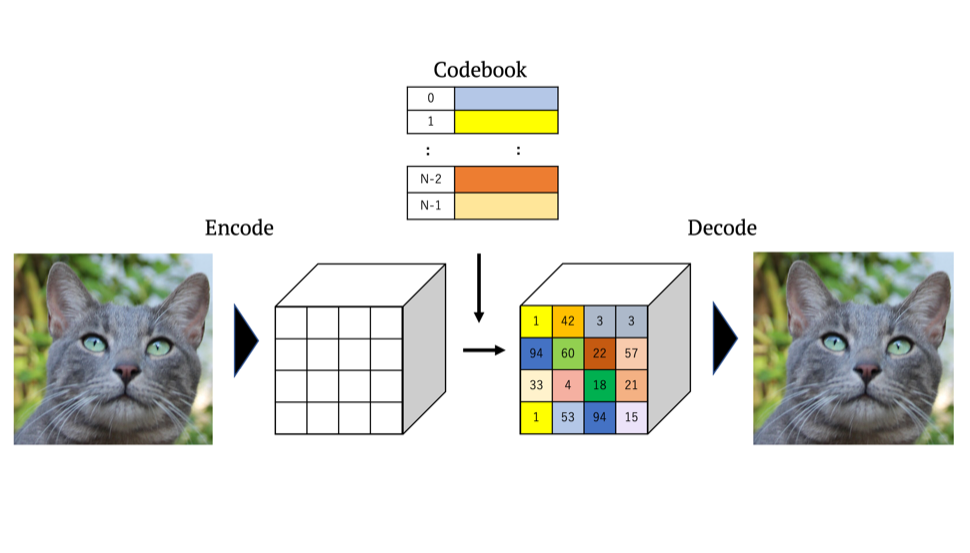 Codebook
0
1
: :
N-2
N-1
Encode
Decode
1 42 3 3
94 60 22 57
33 4 18 21
1 53 94 15